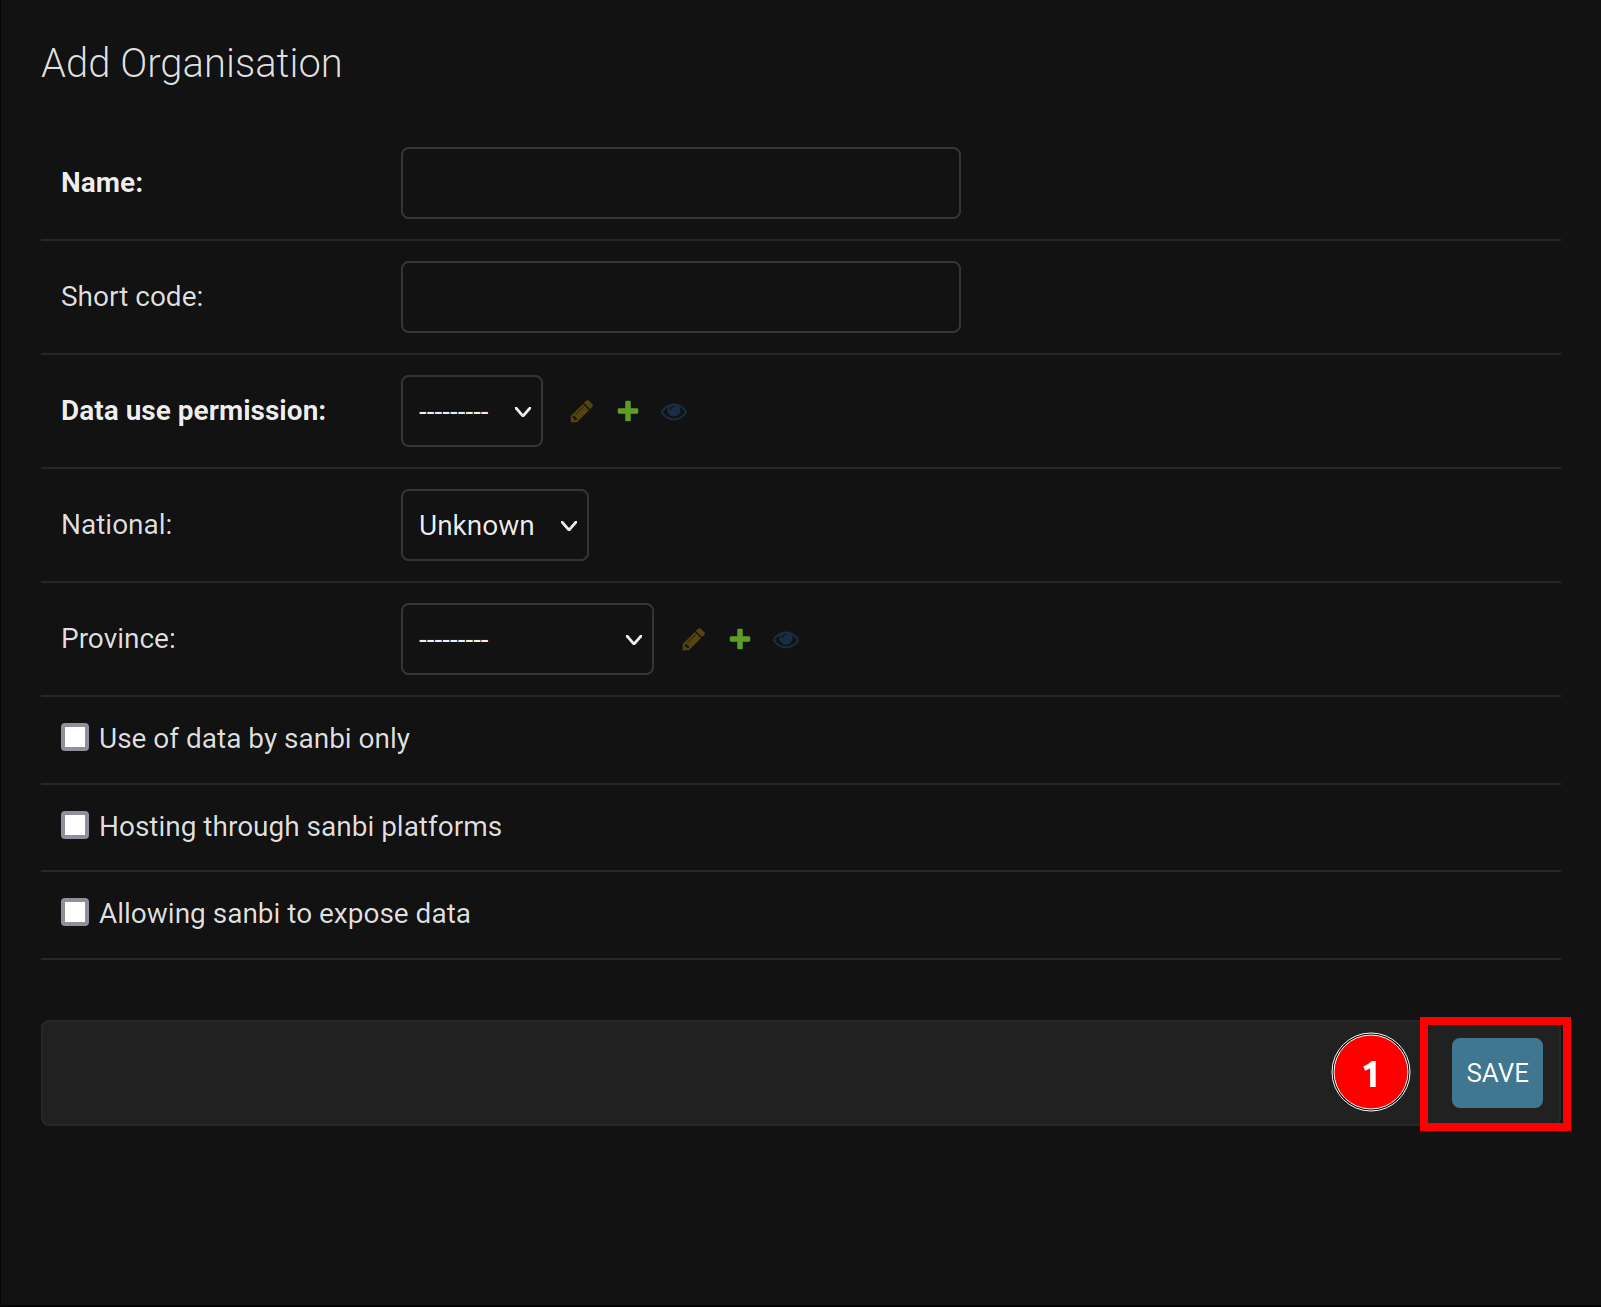 Add Organisation
Name:
Short code:
Data use permission: ---------
National: Unknown
Province: ---------
Use of data by sanbi only
Hosting through sanbi platforms
Allowing sanbi to expose data
1 SAVE